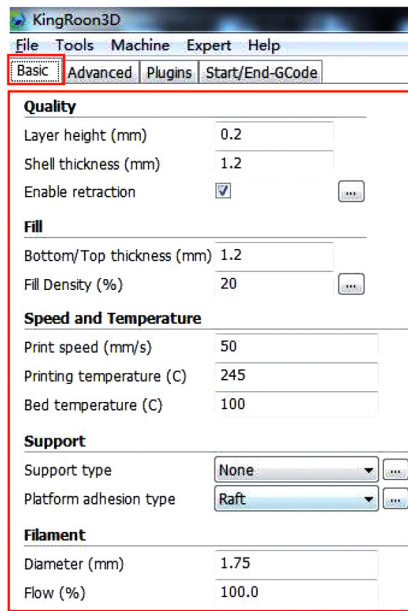 KingRoon3D
File Tools Machine Expert Help
Basic Advanced Plugins Start/End-GCode
Quality
Layer height (mm) 0.2
Shell thickness (mm) 1.2
Enable retraction ...
Fill
Bottom/Top thickness (mm) 1.2
Fill Density (%) 20 ...
Speed and Temperature
Print speed (mm/s) 50
Printing temperature (C) 245
Bed temperature (C) 100
Support
Support type None ...
Platform adhesion type Raft ...
Filament
Diameter (mm) 1.75
Flow (%) 100.0